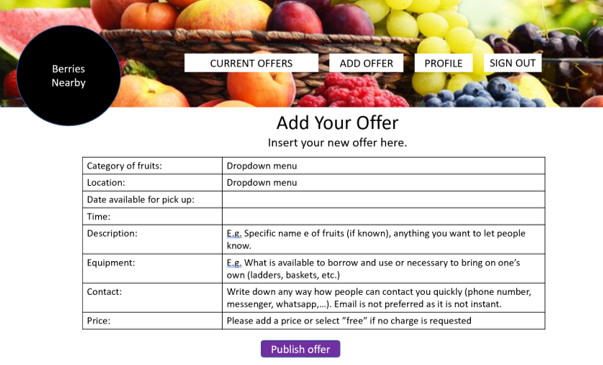 Berries
Nearby
CURRENT OFFERS
ADD OFFER
PROFILE
SIGN OUT
Add Your Offer
Insert your new offer here.
Category of fruits:
Dropdown menu
Location:
Dropdown menu
Date available for pick up:
Time:
Description:
E.g. Specific name e of fruits (if known), anything you want to let people
know.
Equipment:
E.g. What is available to borrow and use or necessary to bring on one’s
own (ladders, baskets, etc.)
Contact:
Write down any way how people can contact you quickly (phone number,
messenger, whatsapp,…). Email is not preferred as it is not instant.
Price:
Please add a price or select ”free” if no charge is requested
Publish offer